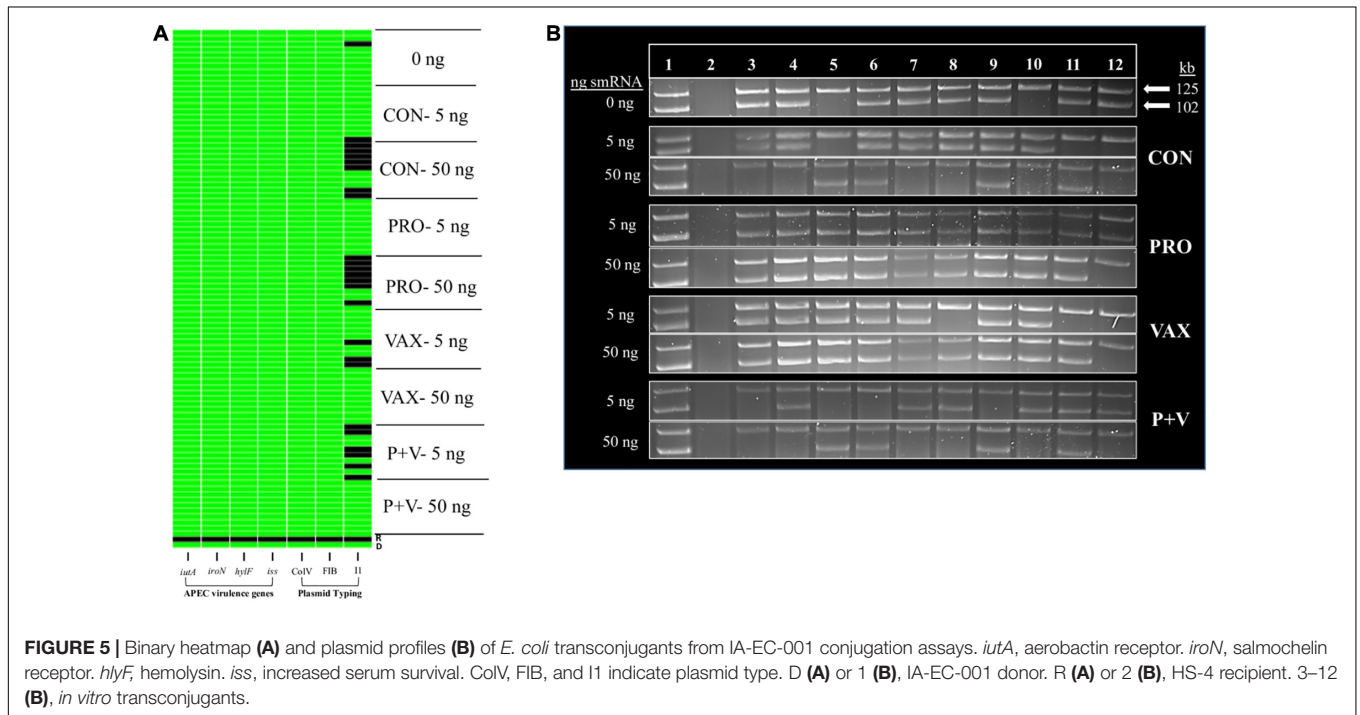 A
0 ng
CON- 5 ng
CON- 50 ng
PRO- 5 ng
PRO- 50 ng
VAX- 5 ng
VAX- 50 ng
P+V- 5 ng
P+V- 50 ng
R
D
iutA iroN hylF iss ColV FIB I1
APEC virulence genes Plasmid Typing
B
1 2 3 4 5 6 7 8 9 10 11 12 kb
ng smRNA
0 ng
125
102
5 ng
50 ng
CON
5 ng
50 ng
PRO
5 ng
50 ng
VAX
5 ng
50 ng
P+V
FIGURE 5 | Binary heatmap (A) and plasmid profiles (B) of E. coli transconjugants from IA-EC-001 conjugation assays. iutA, aerobactin receptor. iroN, salmochelin
receptor. hlyF, hemolysin. iss, increased serum survival. ColV, FIB, and I1 indicate plasmid type. D (A) or 1 (B), IA-EC-001 donor. R (A) or 2 (B), HS-4 recipient. 3–12
(B), in vitro transconjugants.